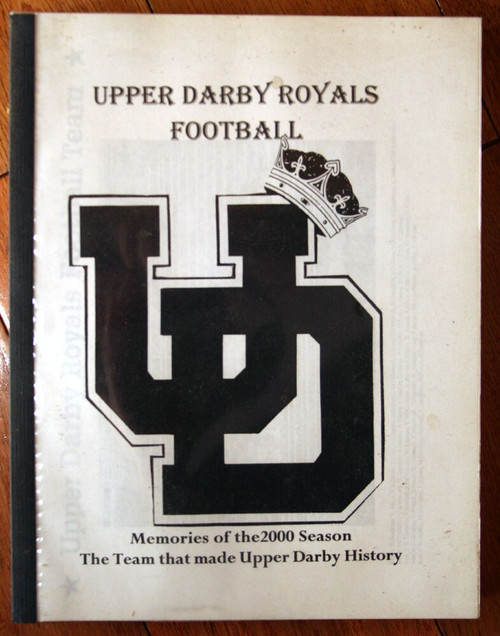 UPPER DARBY ROYALS
FOOTBALL
UD
Memories of the2000 Season
The Team that made Upper Darby History